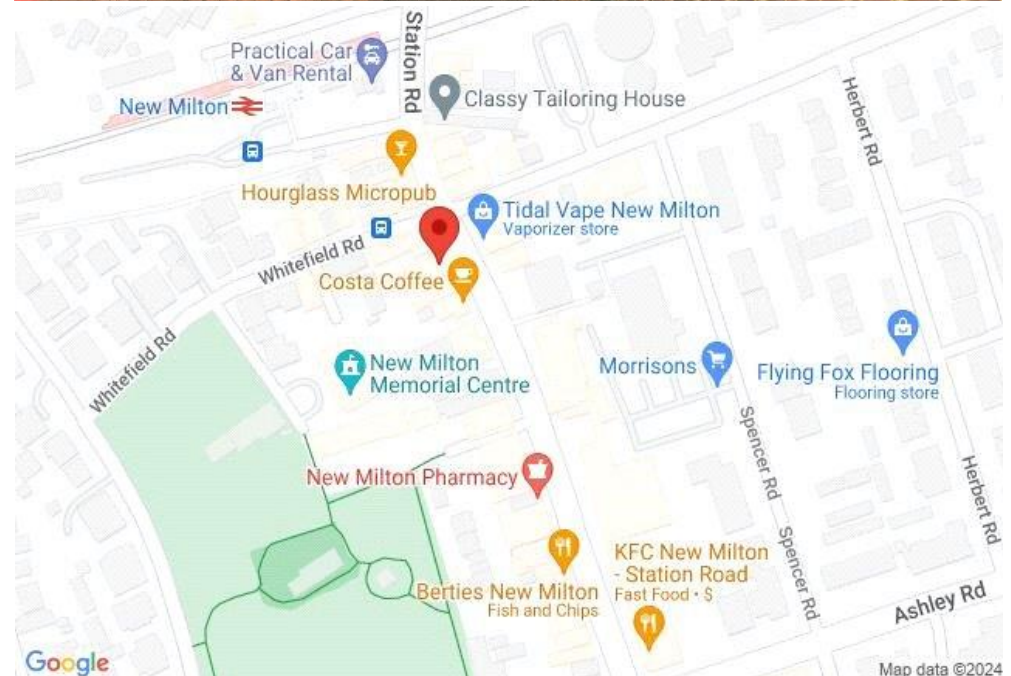 Station Rd
Practical Car
& Van Rental
New Milton
Classy Tailoring House
Herbert Rd
Hourglass Micropub
Tidal Vape New Milton
Vaporizer store
Whitefield Rd
Costa Coffee
Whitefield Rd
New Milton
Memorial Centre
Morrisons
Flying Fox Flooring
Flooring store
Spencer Rd
New Milton Pharmacy
Herbert Rd
Spencer Rd
KFC New Milton
- Station Road
Fast Food • $
Berties New Milton
Fish and Chips
Ashley Rd
Google
Map data ©2024